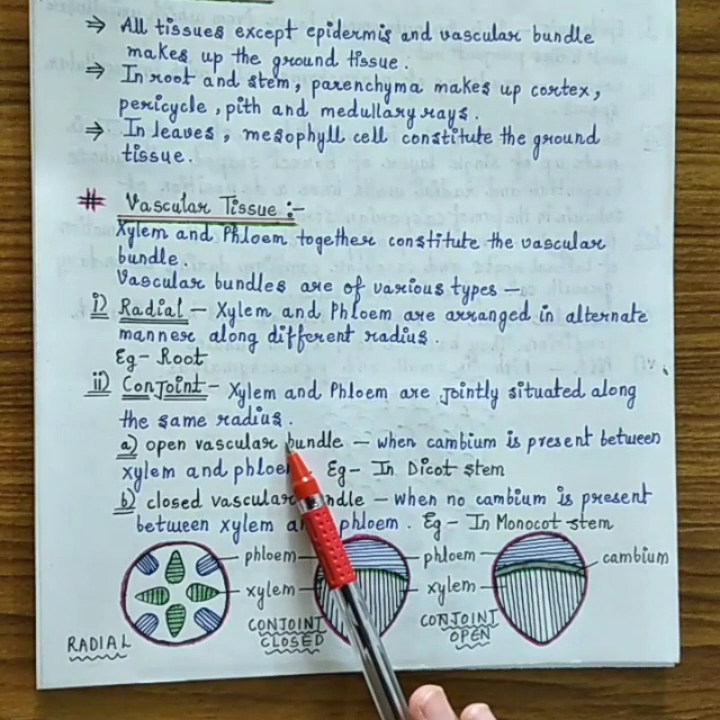 ⇒ All tissues except epidermis and vascular bundle
makes up the ground tissue.
⇒ In root and stem, parenchyma makes up cortex,
pericycle, pith and medullary rays.
⇒ In leaves, mesophyll cell constitute the ground
tissue.
# Vascular Tissue :-
Xylem and Phloem together constitute the vascular
bundle.
Vascular bundles are of various types —
i) Radial — Xylem and Phloem are arranged in alternate
manner along different radius.
Eg- Root
ii) Conjoint- Xylem and Phloem are jointly situated along
the same radius.
a) open vascular bundle — when cambium is present between
xylem and phloe Eg- In Dicot stem
b) closed vascular ndle — when no cambium is present
between xylem a phloem. Eg- In Monocot stem
phloem phloem cambium
xylem xylem
RADIAL CONJOINT CLOSED CONJOINT OPEN